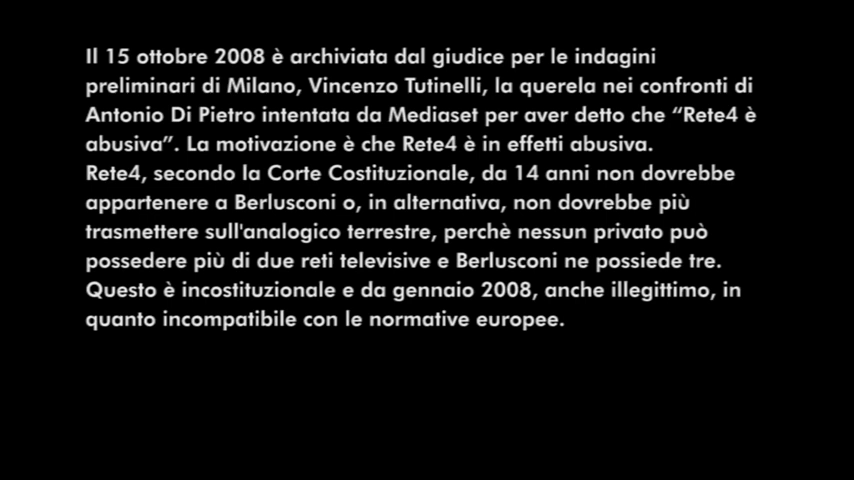 Il 15 ottobre 2008 è archiviata dal giudice per le indagini
preliminari di Milano, Vincenzo Tutinelli, la querela nei confronti di
Antonio Di Pietro intentata da Mediaset per aver detto che “Rete4 è
abusiva”. La motivazione è che Rete4 è in effetti abusiva.
Rete4, secondo la Corte Costituzionale, da 14 anni non dovrebbe
appartenere a Berlusconi o, in alternativa, non dovrebbe più
trasmettere sull'analogico terrestre, perchè nessun privato può
possedere più di due reti televisive e Berlusconi ne possiede tre.
Questo è incostituzionale e da gennaio 2008, anche illegittimo, in
quanto incompatibile con le normative europee.